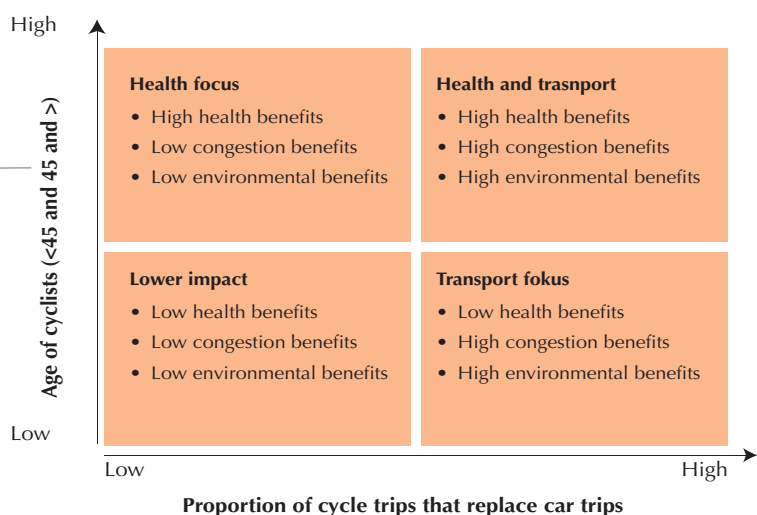 High
Age of cyclists (<45 and 45 and >)
Health focus
• High health benefits
• Low congestion benefits
• Low environmental benefits
Health and trasnport
• High health benefits
• High congestion benefits
• High environmental benefits
Lower impact
• Low health benefits
• Low congestion benefits
• Low environmental benefits
Transport fokus
• Low health benefits
• High congestion benefits
• High environmental benefits
Low
Low
High
Proportion of cycle trips that replace car trips